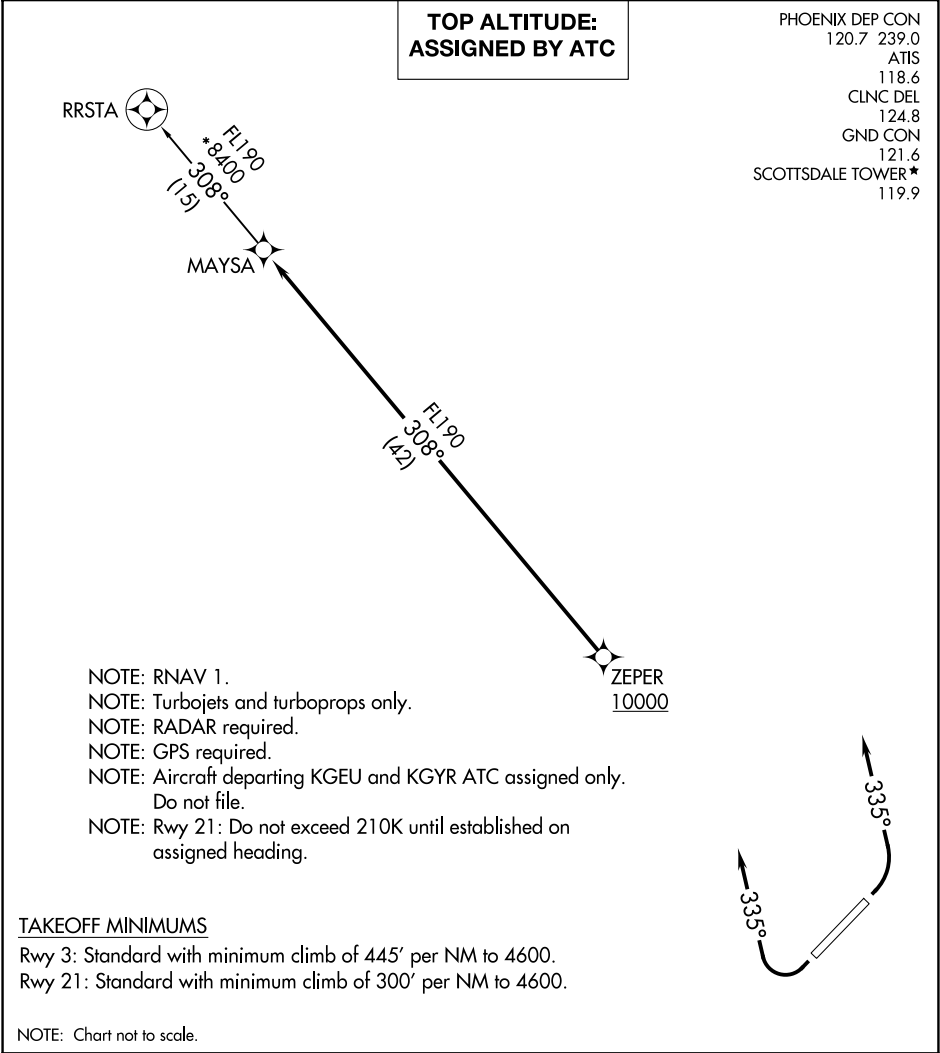 TOP ALTITUDE:
ASSIGNED BY ATC
PHOENIX DEP CON
120.7 239.0
ATIS
118.6
CLNC DEL
124.8
GND CON
121.6
SCOTTSDALE TOWER★
119.9
RRSTA
FL190
*8400
308°
(15)
MAYSA
FL190
308°
(42)
ZEPER
10000
NOTE: RNAV 1.
NOTE: Turbojets and turboprops only.
NOTE: RADAR required.
NOTE: GPS required.
NOTE: Aircraft departing KGEU and KGYR ATC assigned only.
Do not file.
NOTE: Rwy 21: Do not exceed 210K until established on
assigned heading.
335°
335°
TAKEOFF MINIMUMS
Rwy 3: Standard with minimum climb of 445' per NM to 4600.
Rwy 21: Standard with minimum climb of 300' per NM to 4600.
NOTE: Chart not to scale.